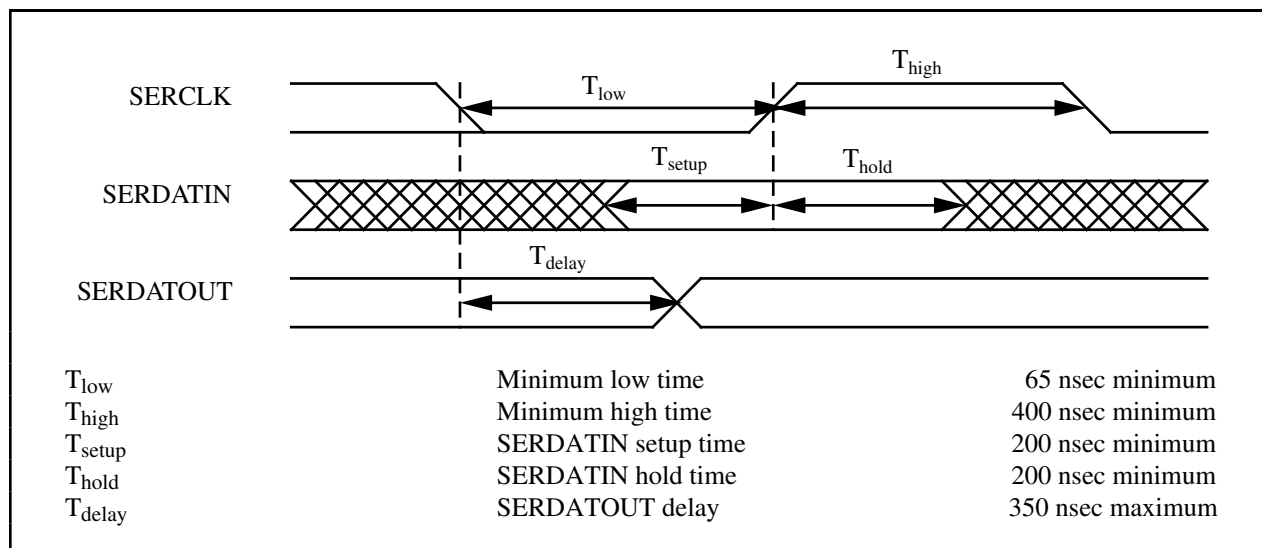 SERCLK
T_low
T_high
SERDATIN
T_setup
T_hold
SERDATOUT
T_delay
T_low Minimum low time 65 nsec minimum
T_high Minimum high time 400 nsec minimum
T_setup SERDATIN setup time 200 nsec minimum
T_hold SERDATIN hold time 200 nsec minimum
T_delay SERDATOUT delay 350 nsec maximum